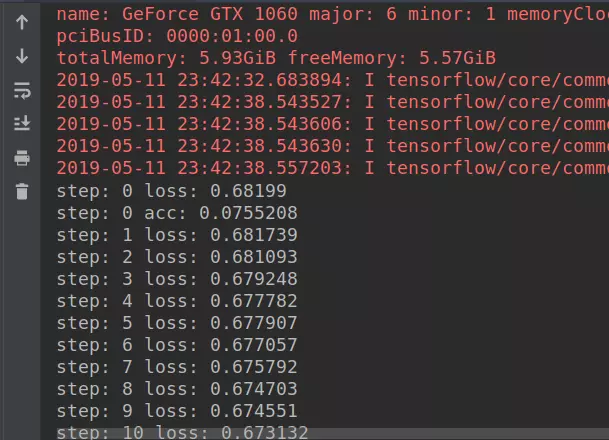 name: GeForce GTX 1060 major: 6 minor: 1 memoryCloc
pciBusID: 0000:01:00.0
totalMemory: 5.93GiB freeMemory: 5.57GiB
2019-05-11 23:42:32.683894: I tensorflow/core/commo
2019-05-11 23:42:38.543527: I tensorflow/core/commo
2019-05-11 23:42:38.543606: I tensorflow/core/commo
2019-05-11 23:42:38.543630: I tensorflow/core/commo
2019-05-11 23:42:38.557203: I tensorflow/core/commo
step: 0 loss: 0.68199
step: 0 acc: 0.0755208
step: 1 loss: 0.681739
step: 2 loss: 0.681093
step: 3 loss: 0.679248
step: 4 loss: 0.677782
step: 5 loss: 0.677907
step: 6 loss: 0.677057
step: 7 loss: 0.675792
step: 8 loss: 0.674703
step: 9 loss: 0.674551
step: 10 loss: 0.673132